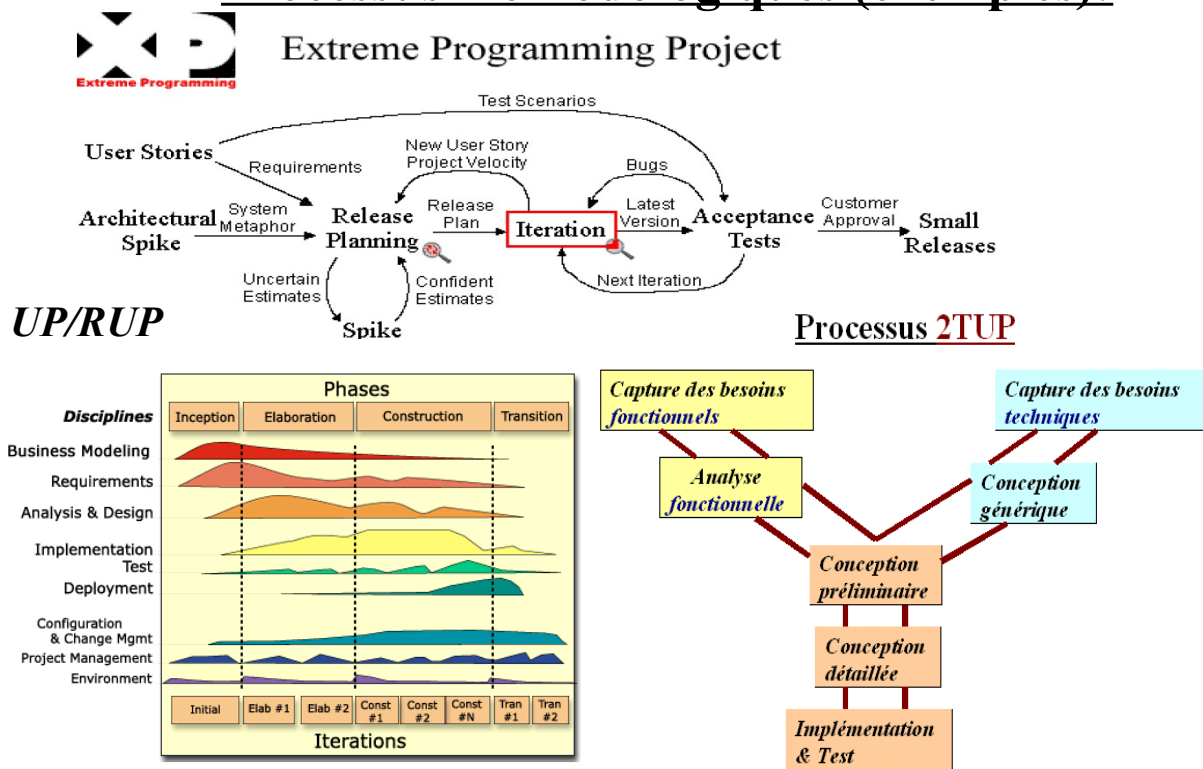 XP
Extreme Programming
Extreme Programming Project
Test Scenarios
User Stories
Requirements
New User Story
Project Velocity
Bugs
Architectural
Spike
System
Metaphor
Release
Planning
Release
Plan
Iteration
Latest
Version
Acceptance
Tests
Customer
Approval
Small
Releases
Uncertain
Estimates
Confident
Estimates
Next Iteration
Spike
UP/RUP
Processus 2TUP
Phases
Disciplines
Inception
Elaboration
Construction
Transition
Business Modeling
Requirements
Analysis & Design
Implementation
Test
Deployment
Configuration
& Change Mgmt
Project Management
Environment
Initial
Elab #1
Elab #2
Const
#1
Const
#2
Const
#N
Tran
#1
Tran
#2
Iterations
Capture des besoins
fonctionnels
Capture des besoins
techniques
Analyse
fonctionnelle
Conception
générique
Conception
préliminaire
Conception
détaillée
Implémentation
& Test